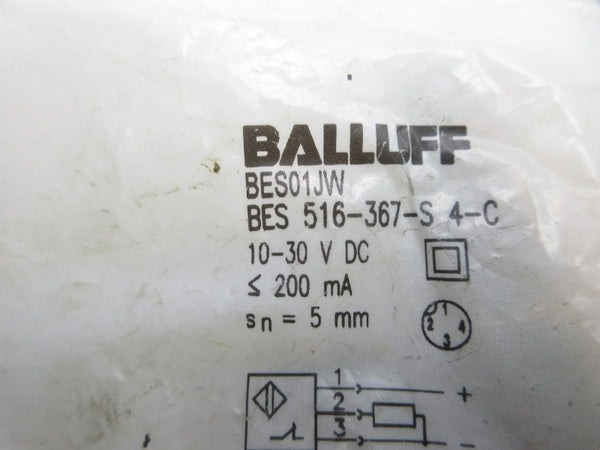 BALLUFF
BES01JW
BES 516-367-S 4-C
10-30 V DC
≤ 200 mA
sn = 5 mm
1
2 4
3
1 +
2
3 -